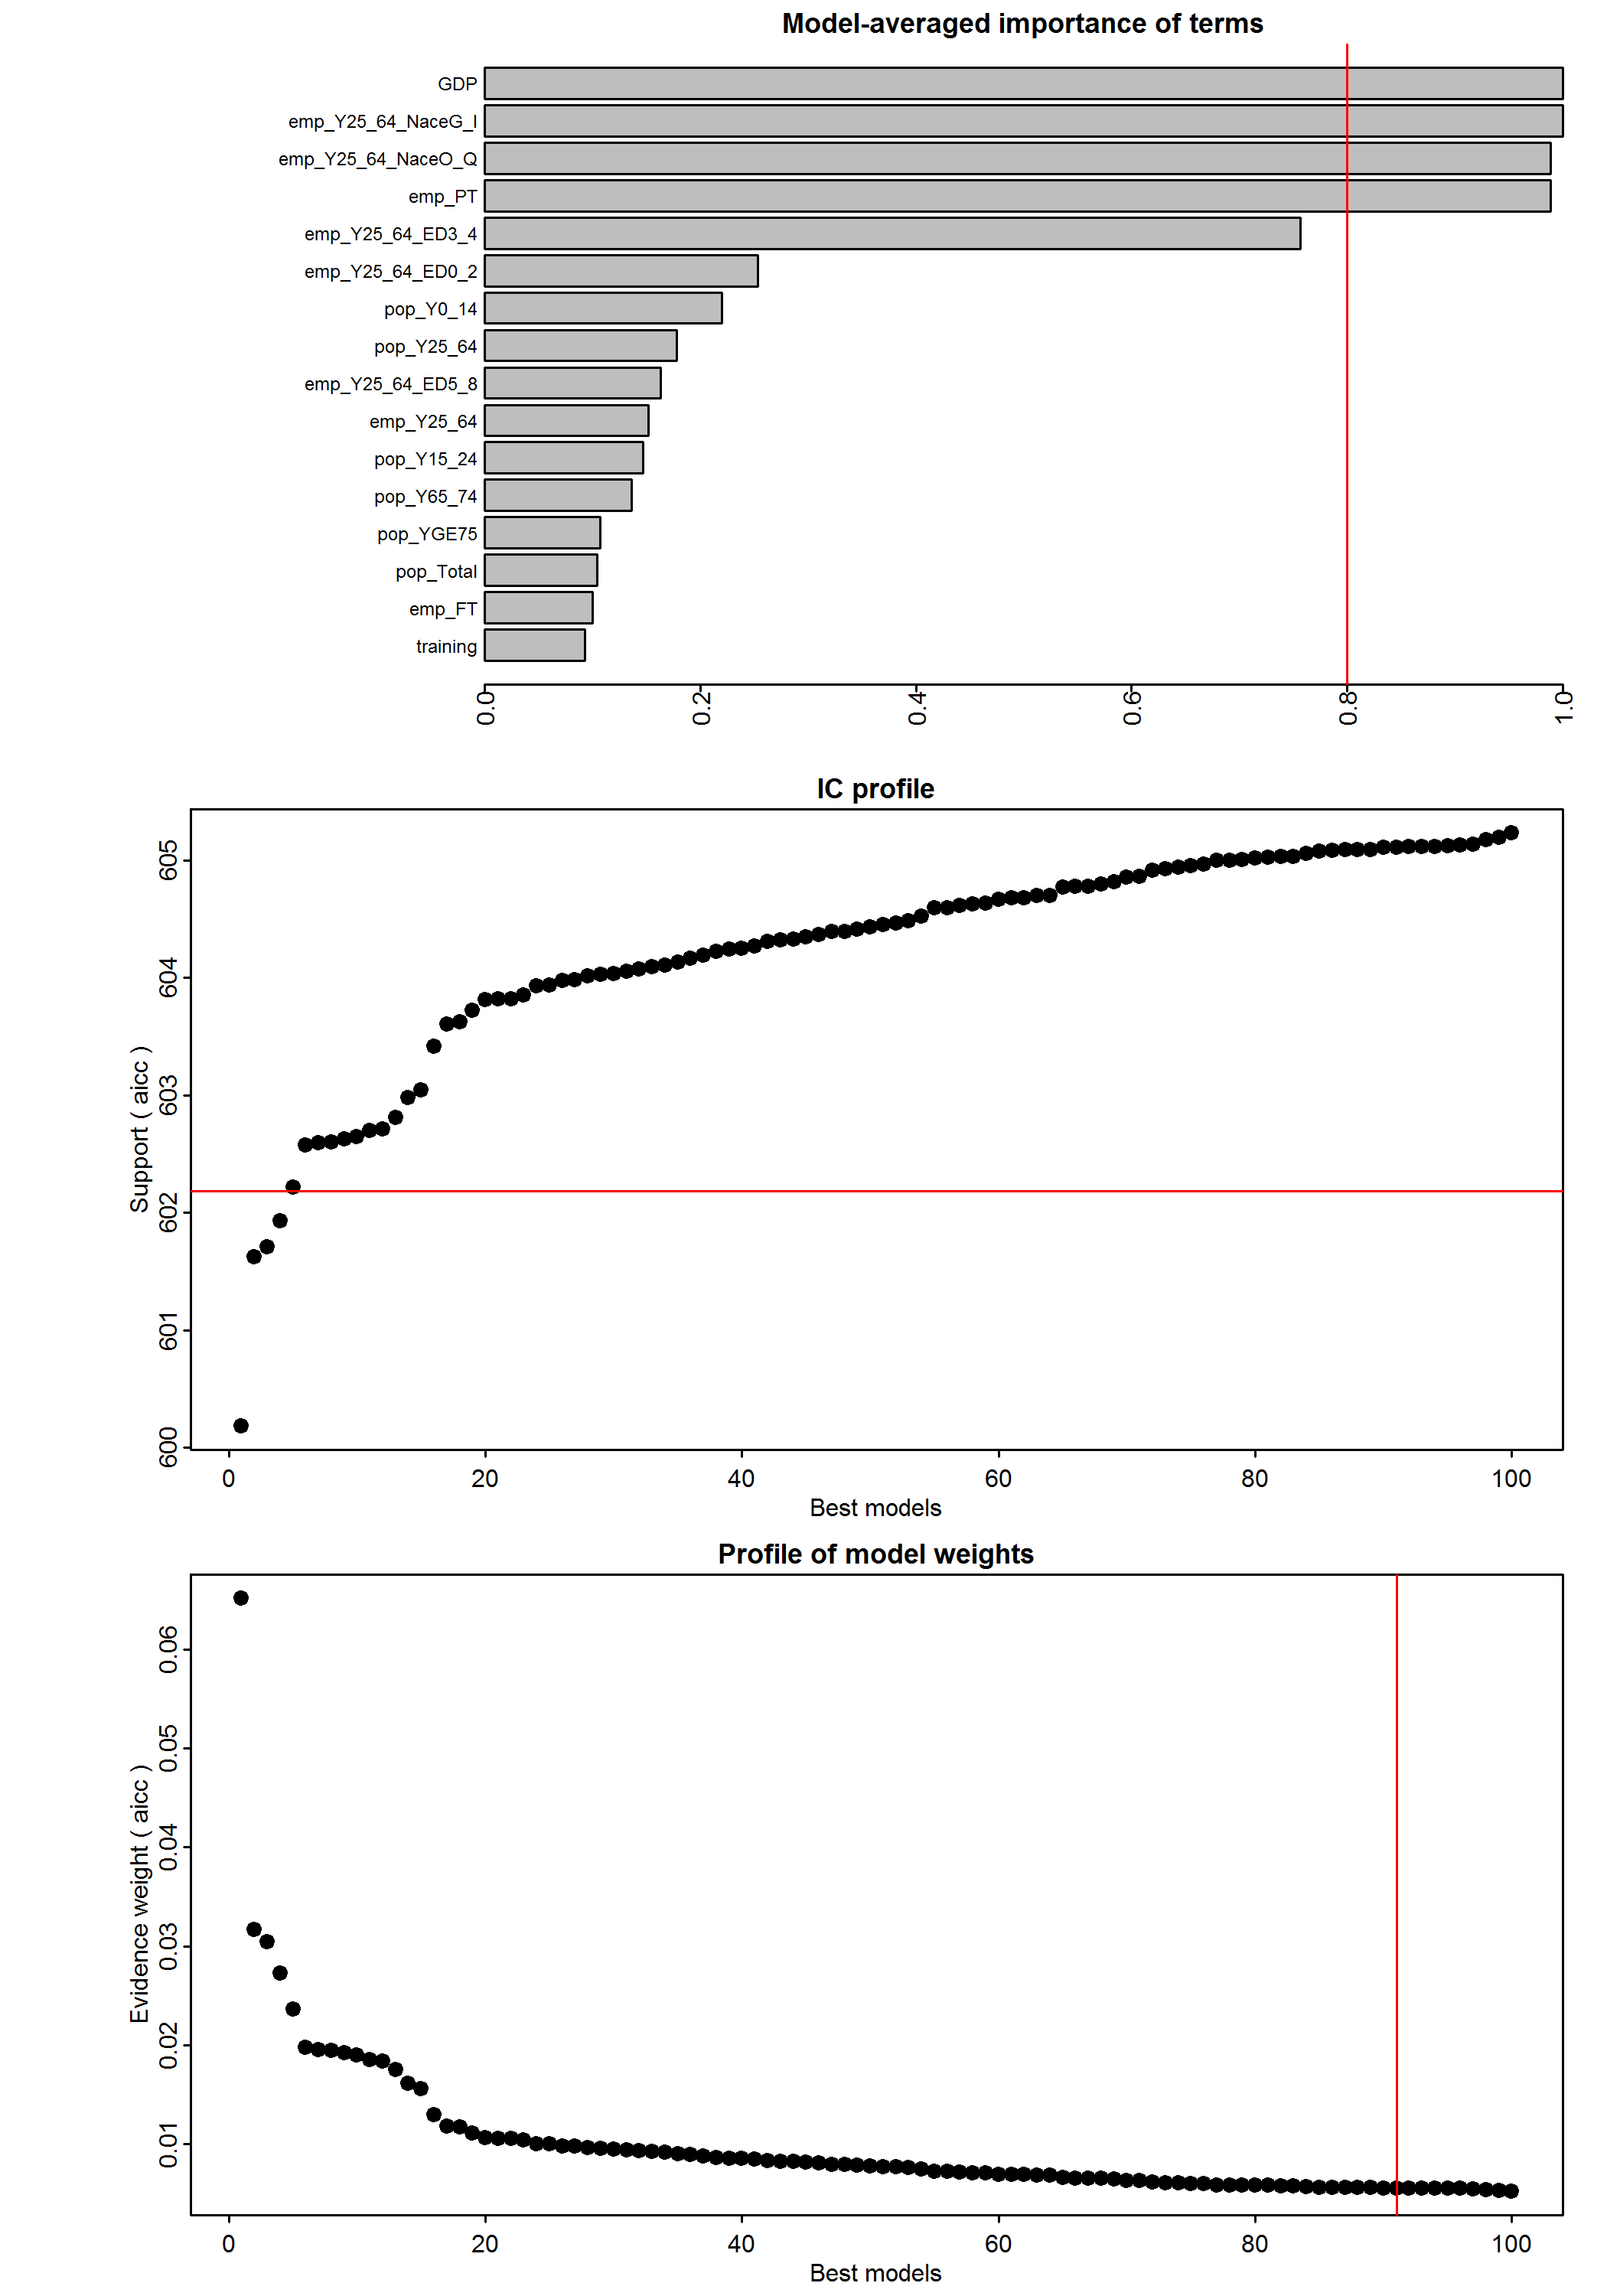 Model-averaged importance of terms
GDP
emp_Y25_64_NaceG_I
emp_Y25_64_NaceO_Q
emp_PT
emp_Y25_64_ED3_4
emp_Y25_64_ED0_2
pop_Y0_14
pop_Y25_64
emp_Y25_64_ED5_8
emp_Y25_64
pop_Y15_24
pop_Y65_74
pop_YGE75
pop_Total
emp_FT
training
0.0 0.2 0.4 0.6 0.8 1.0
IC profile
Support ( aicc )
605
604
603
602
601
600
0 20 40 60 80 100
Best models
Profile of model weights
Evidence weight ( aicc )
0.06
0.05
0.04
0.03
0.02
0.01
0 20 40 60 80 100
Best models